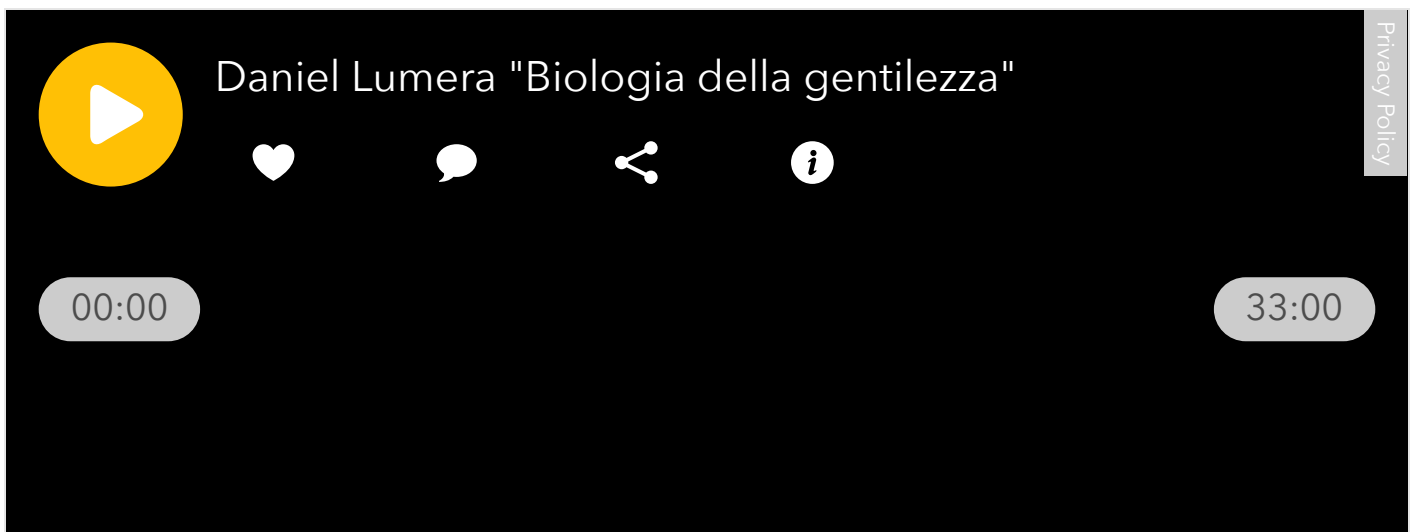 Daniel Lumera "Biologia della gentilezza"
Privacy Policy
i
00:00
33:00